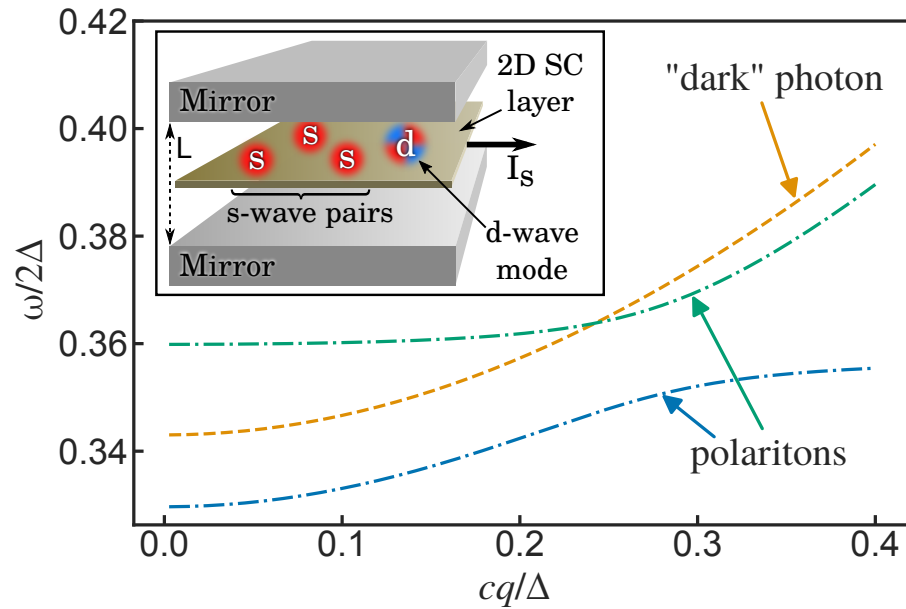 0.42
0.40
0.38
0.36
0.34
ω/2Δ
0.0
0.1
0.2
0.3
0.4
cq/Δ
"dark" photon
polaritons
Mirror
2D SC
layer
L
s
s
s
d
I_s
s-wave pairs
d-wave
mode
Mirror